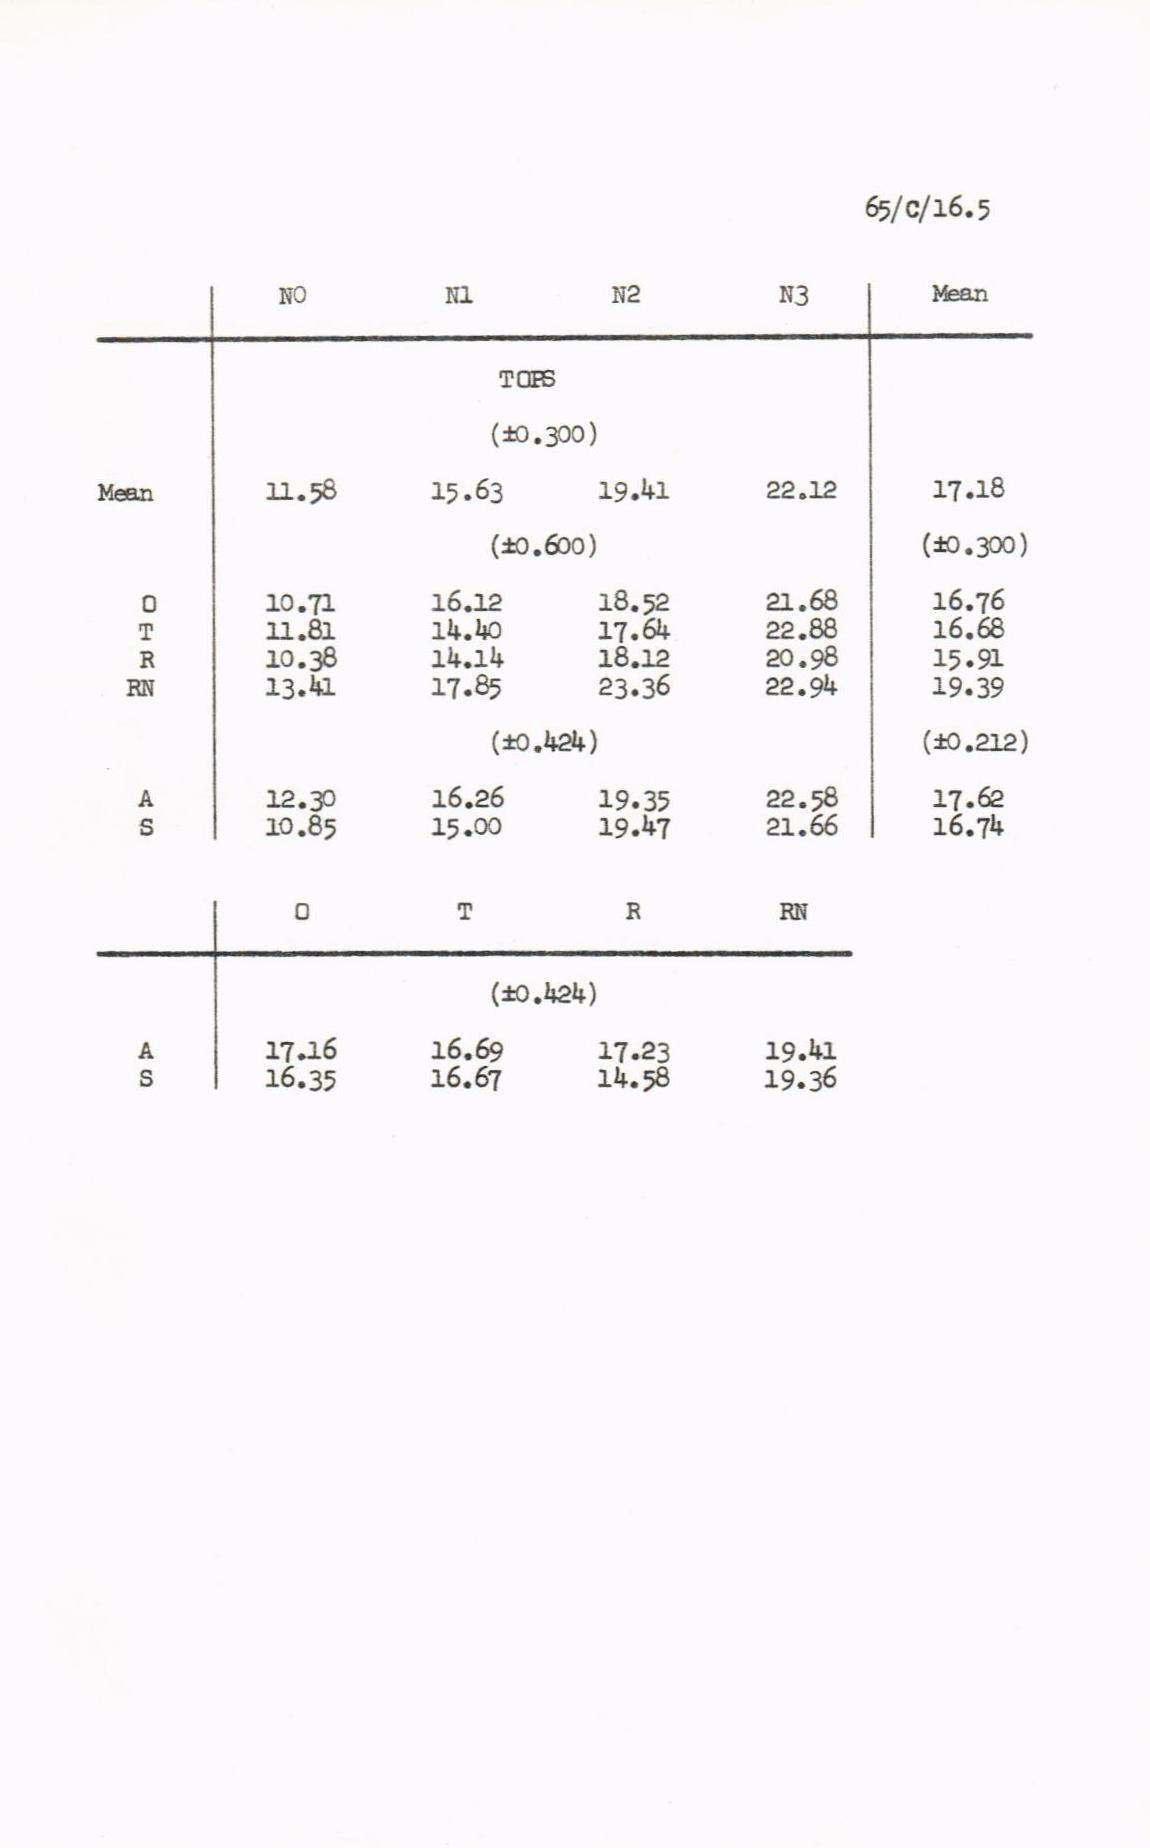 65/C/16.5
N0 N1 N2 N3 Mean
TOPS
(±0.300)
Mean 11.58 15.63 19.41 22.12 17.18
(±0.600) (±0.300)
O 10.71 16.12 18.52 21.68 16.76
T 11.81 14.40 17.64 22.88 16.68
R 10.38 14.14 18.12 20.98 15.91
RN 13.41 17.85 23.36 22.94 19.39
(±0.424) (±0.212)
A 12.30 16.26 19.35 22.58 17.62
S 10.85 15.00 19.47 21.66 16.74
O T R RN
(±0.424)
A 17.16 16.69 17.23 19.41
S 16.35 16.67 14.58 19.36